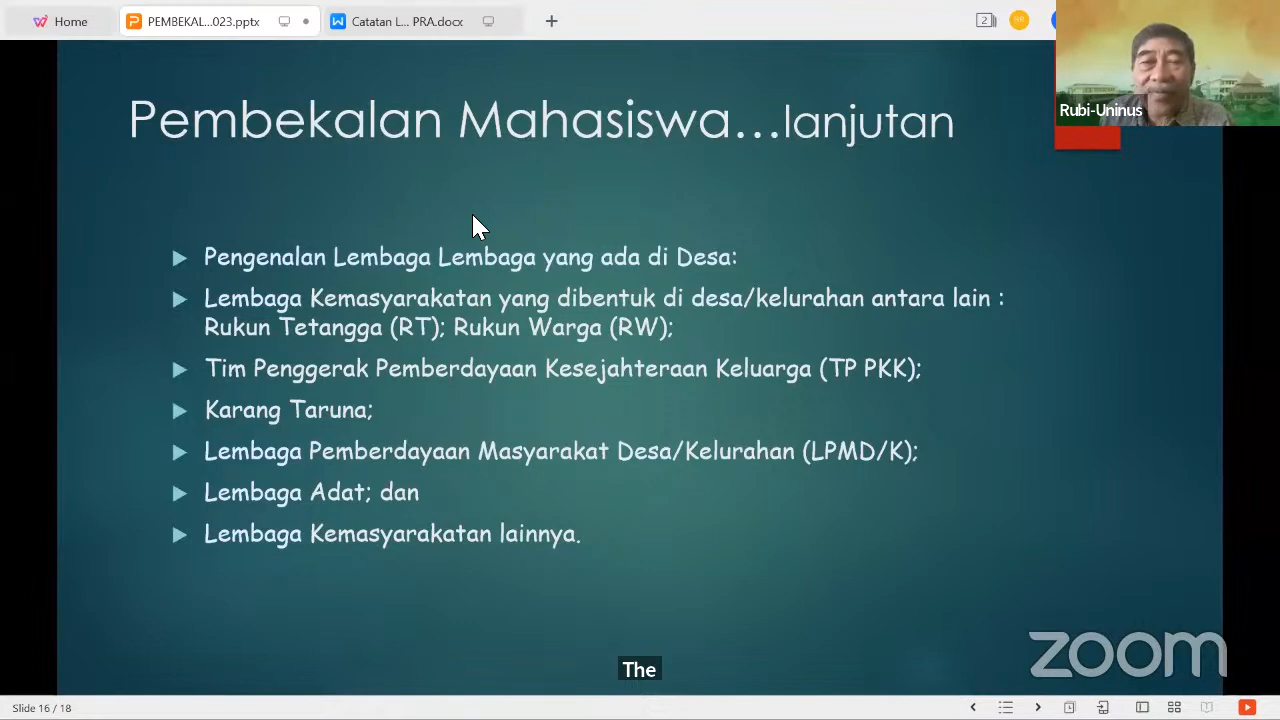 Home
PEMBEKAL...023.pptx
Catatan L... PRA.docx
2
Rubi-Uninus
Pembekalan Mahasiswa...lanjutan
Pengenalan Lembaga Lembaga yang ada di Desa:
Lembaga Kemasyarakatan yang dibentuk di desa/kelurahan antara lain :
Rukun Tetangga (RT); Rukun Warga (RW);
Tim Penggerak Pemberdayaan Kesejahteraan Keluarga (TP PKK);
Karang Taruna;
Lembaga Pemberdayaan Masyarakat Desa/Kelurahan (LPMD/K);
Lembaga Adat; dan
Lembaga Kemasyarakatan lainnya.
zoom
The
Slide 16 / 18